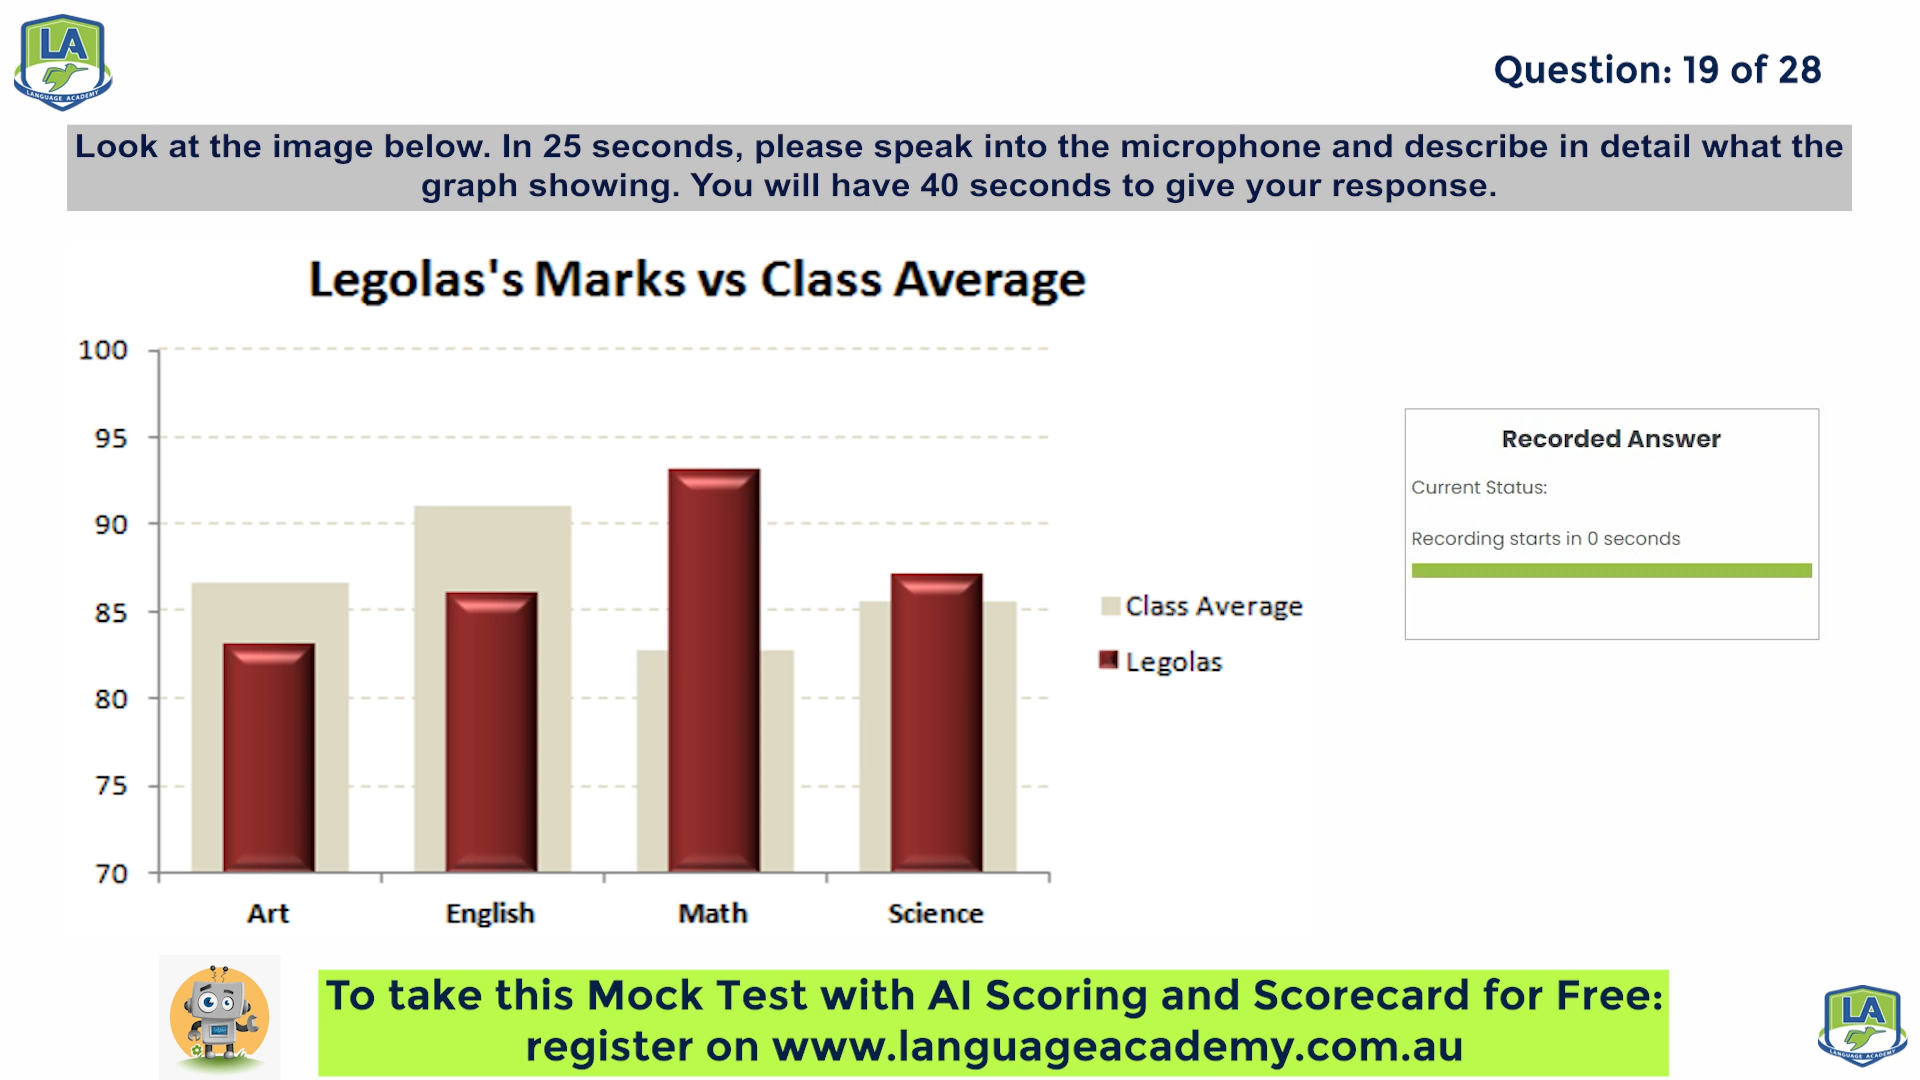 LA
LANGUAGE ACADEMY
Question: 19 of 28
Look at the image below. In 25 seconds, please speak into the microphone and describe in detail what the
graph showing. You will have 40 seconds to give your response.
Legolas's Marks vs Class Average
100
95
90
85
80
75
70
Art
English
Math
Science
Class Average
Legolas
Recorded Answer
Current Status:
Recording starts in 0 seconds
To take this Mock Test with AI Scoring and Scorecard for Free:
register on www.languageacademy.com.au
LA
LANGUAGE ACADEMY